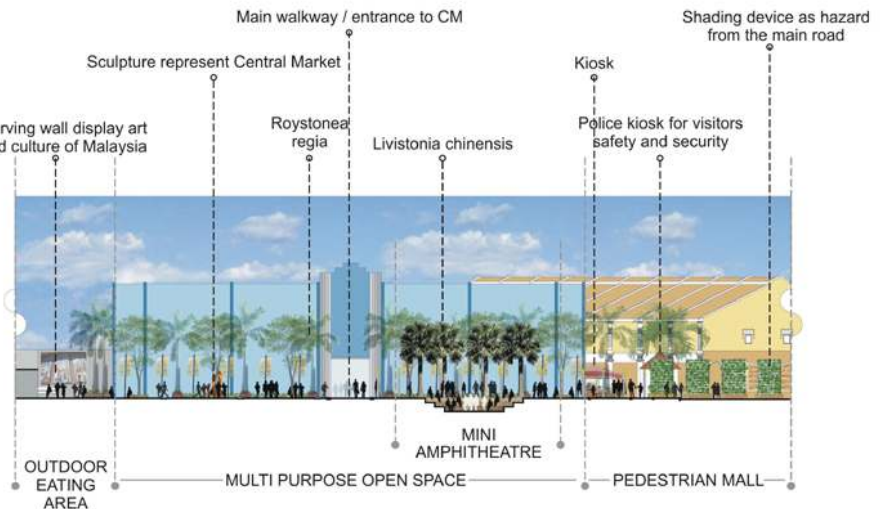 Main walkway / entrance to CM
Shading device as hazard
from the main road
Sculpture represent Central Market
Kiosk
rving wall display art
d culture of Malaysia
Roystonea
regia
Livistonia chinensis
Police kiosk for visitors
safety and security
MINI
AMPHITHEATRE
OUTDOOR
EATING
AREA
MULTI PURPOSE OPEN SPACE
PEDESTRIAN MALL